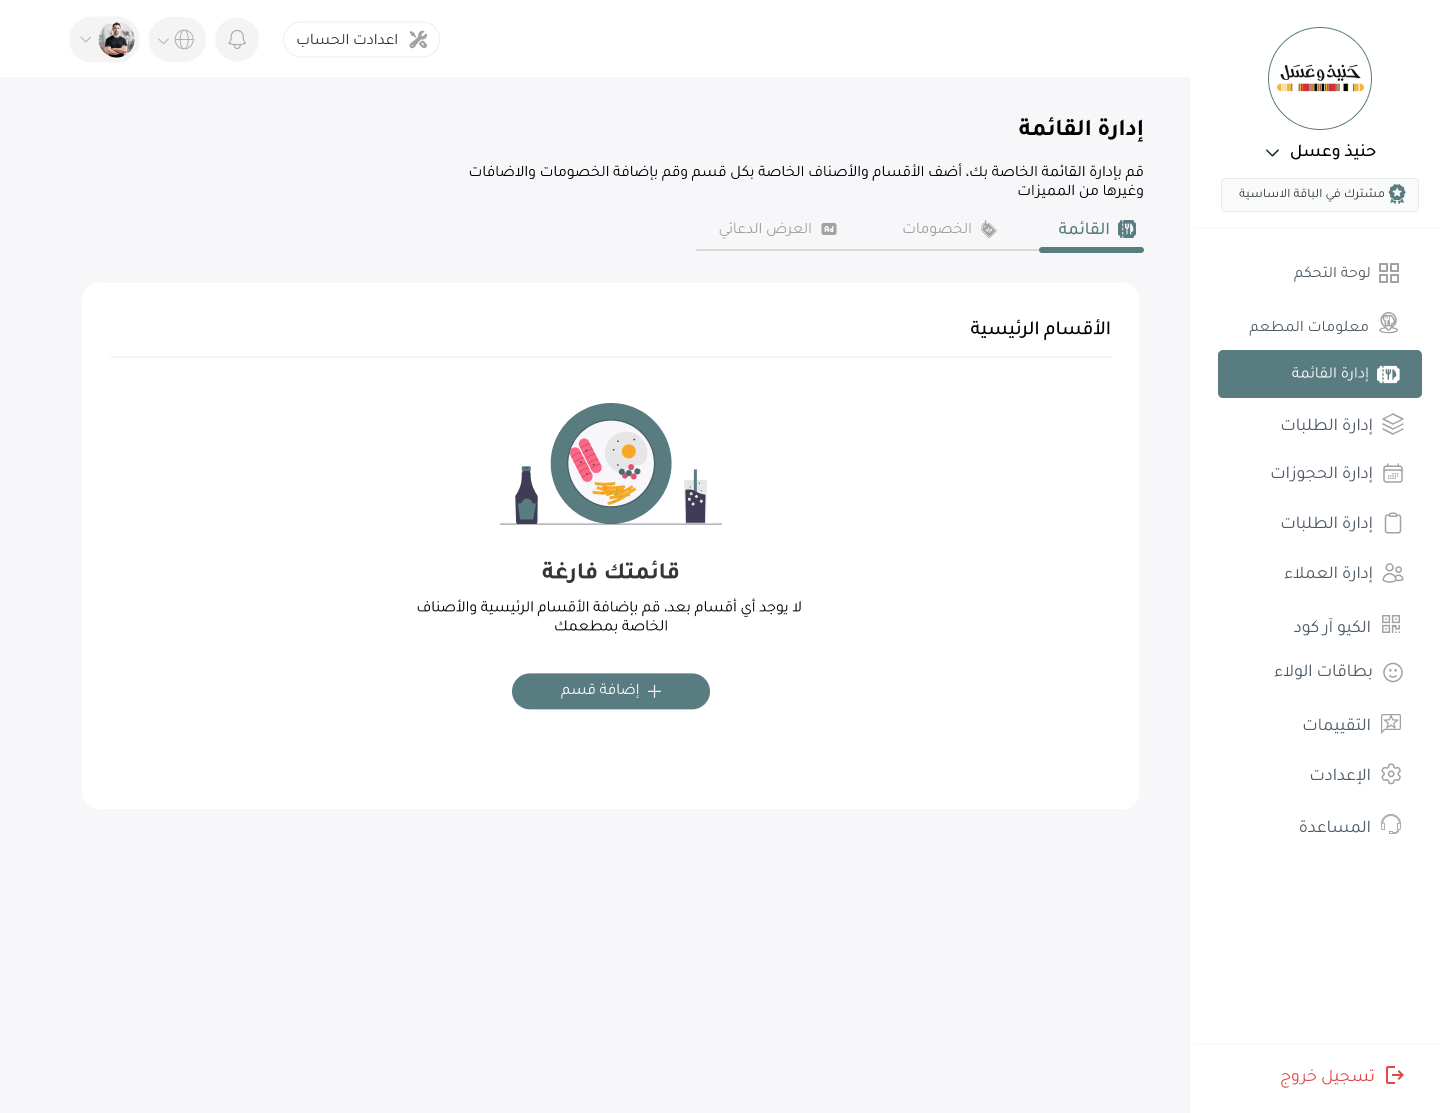 حنيذ وعسل
حنيذ وعسل
مشترك في الباقة الاساسية
لوحة التحكم
معلومات المطعم
إدارة القائمة
إدارة الطلبات
إدارة الحجوزات
إدارة الطلبات
إدارة العملاء
الكيو آر كود
بطاقات الولاء
التقييمات
الإعدادت
المساعدة
تسجيل خروج
اعدادت الحساب
إدارة القائمة
قم بإدارة القائمة الخاصة بك، أضف الأقسام والأصناف الخاصة بكل قسم وقم بإضافة الخصومات والاضافات
وغيرها من المميزات
القائمة
الخصومات
Ad العرض الدعائي
الأقسام الرئيسية
قائمتك فارغة
لا يوجد أي أقسام بعد، قم بإضافة الأقسام الرئيسية والأصناف
الخاصة بمطعمك
إضافة قسم